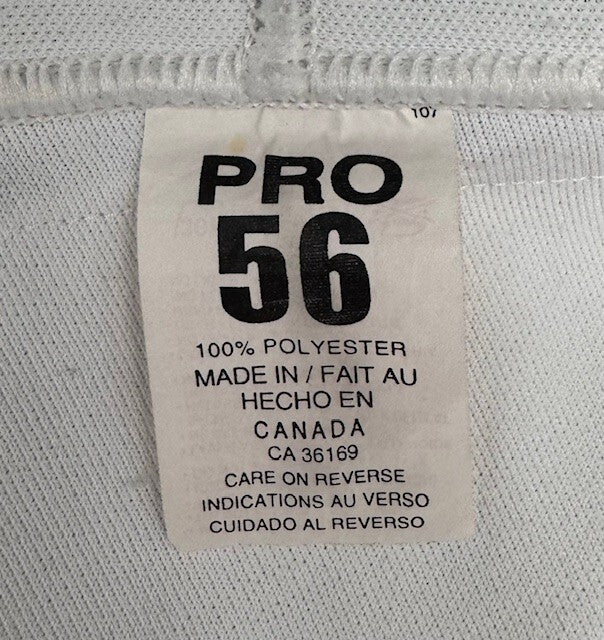 107
PRO
56
100% POLYESTER
MADE IN / FAIT AU
HECHO EN
CANADA
CA 36169
CARE ON REVERSE
INDICATIONS AU VERSO
CUIDADO AL REVERSO